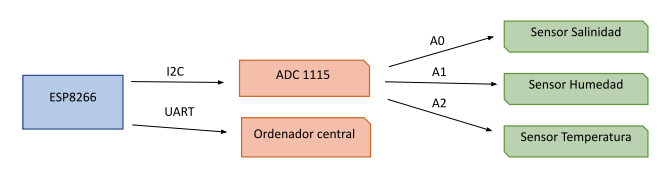 ESP8266
I2C
UART
ADC 1115
Ordenador central
A0
A1
A2
Sensor Salinidad
Sensor Humedad
Sensor Temperatura